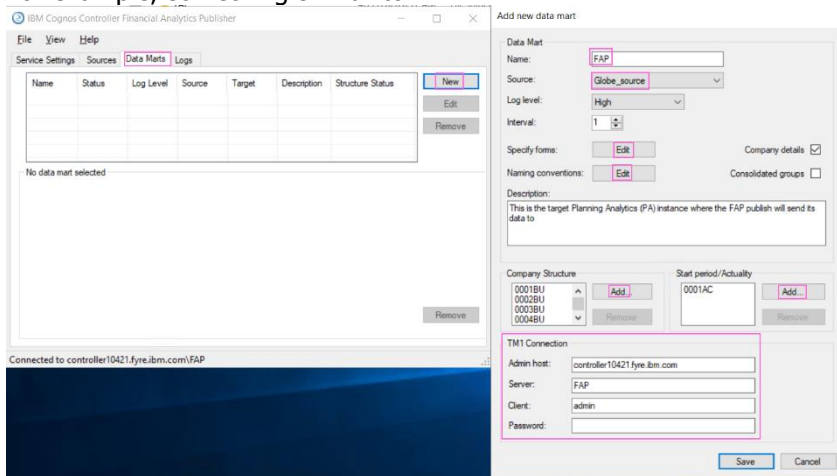 IBM Cognos Controller Financial Analytics Publisher
File View Help
Service Settings Sources Data Marts Logs
Name Status Log Level Source Target Description Structure Status
New
Edit
Remove
No data mart selected
Remove
Connected to controller10421.fyre.ibm.com\FAP
Add new data mart
Data Mart
Name: FAP
Source: Globe_source
Log level: High
Interval: 1
Specify forms: Edit Company details
Naming conventions: Edit Consolidated groups
Description:
This is the target Planning Analytics (PA) instance where the FAP publish will send its
data to
Company Structure
0001BU
0002BU
0003BU
0004BU
Add...
Remove
Start period/Actuality
0001AC
Add...
Remove
TM1 Connection
Admin host: controller10421.fyre.ibm.com
Server: FAP
Client: admin
Password:
Save Cancel